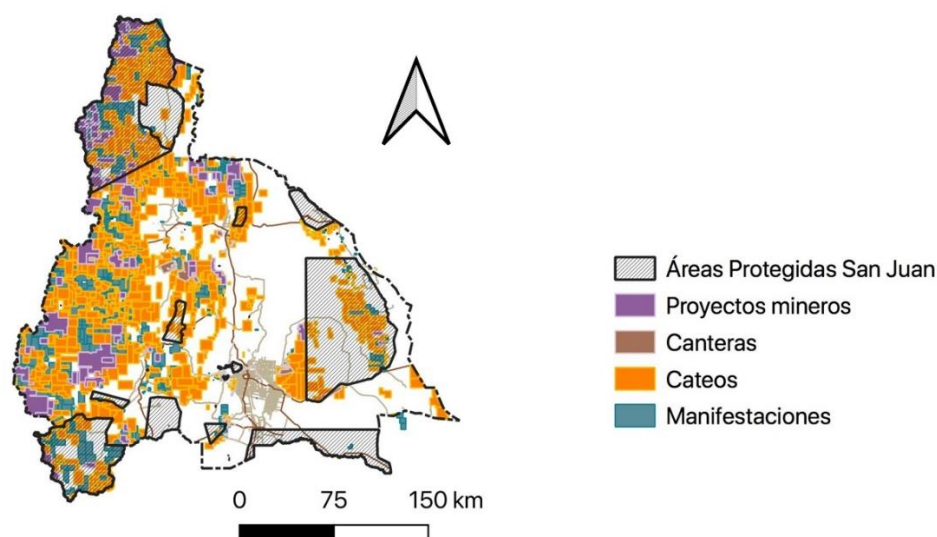 Áreas Protegidas San Juan
Proyectos mineros
Canteras
Cateos
Manifestaciones
0 75 150 km